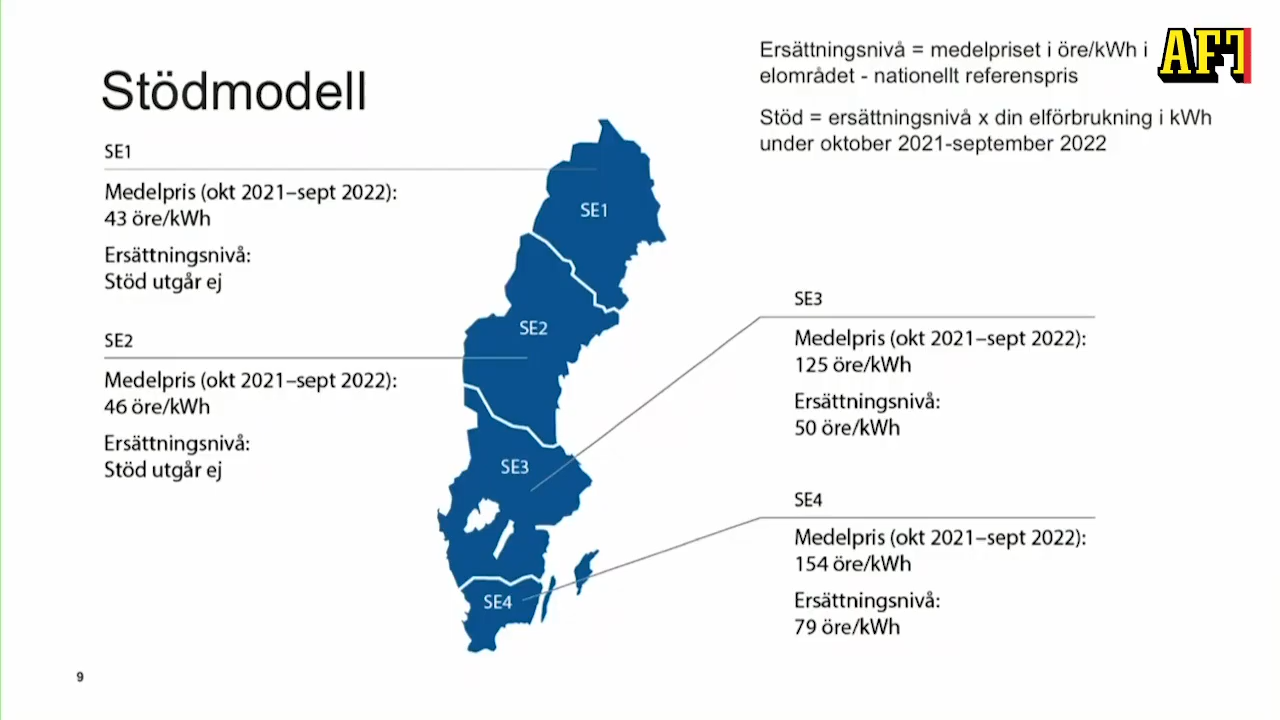 Stödmodell
Ersättningsnivå = medelpriset i öre/kWh i
elområdet - nationellt referenspris
Stöd = ersättningsnivå x din elförbrukning i kWh
under oktober 2021-september 2022
AFT
SE1
Medelpris (okt 2021–sept 2022):
43 öre/kWh
Ersättningsnivå:
Stöd utgår ej
SE2
Medelpris (okt 2021–sept 2022):
46 öre/kWh
Ersättningsnivå:
Stöd utgår ej
SE1
SE2
SE3
SE4
SE3
Medelpris (okt 2021–sept 2022):
125 öre/kWh
Ersättningsnivå:
50 öre/kWh
SE4
Medelpris (okt 2021–sept 2022):
154 öre/kWh
Ersättningsnivå:
79 öre/kWh
9